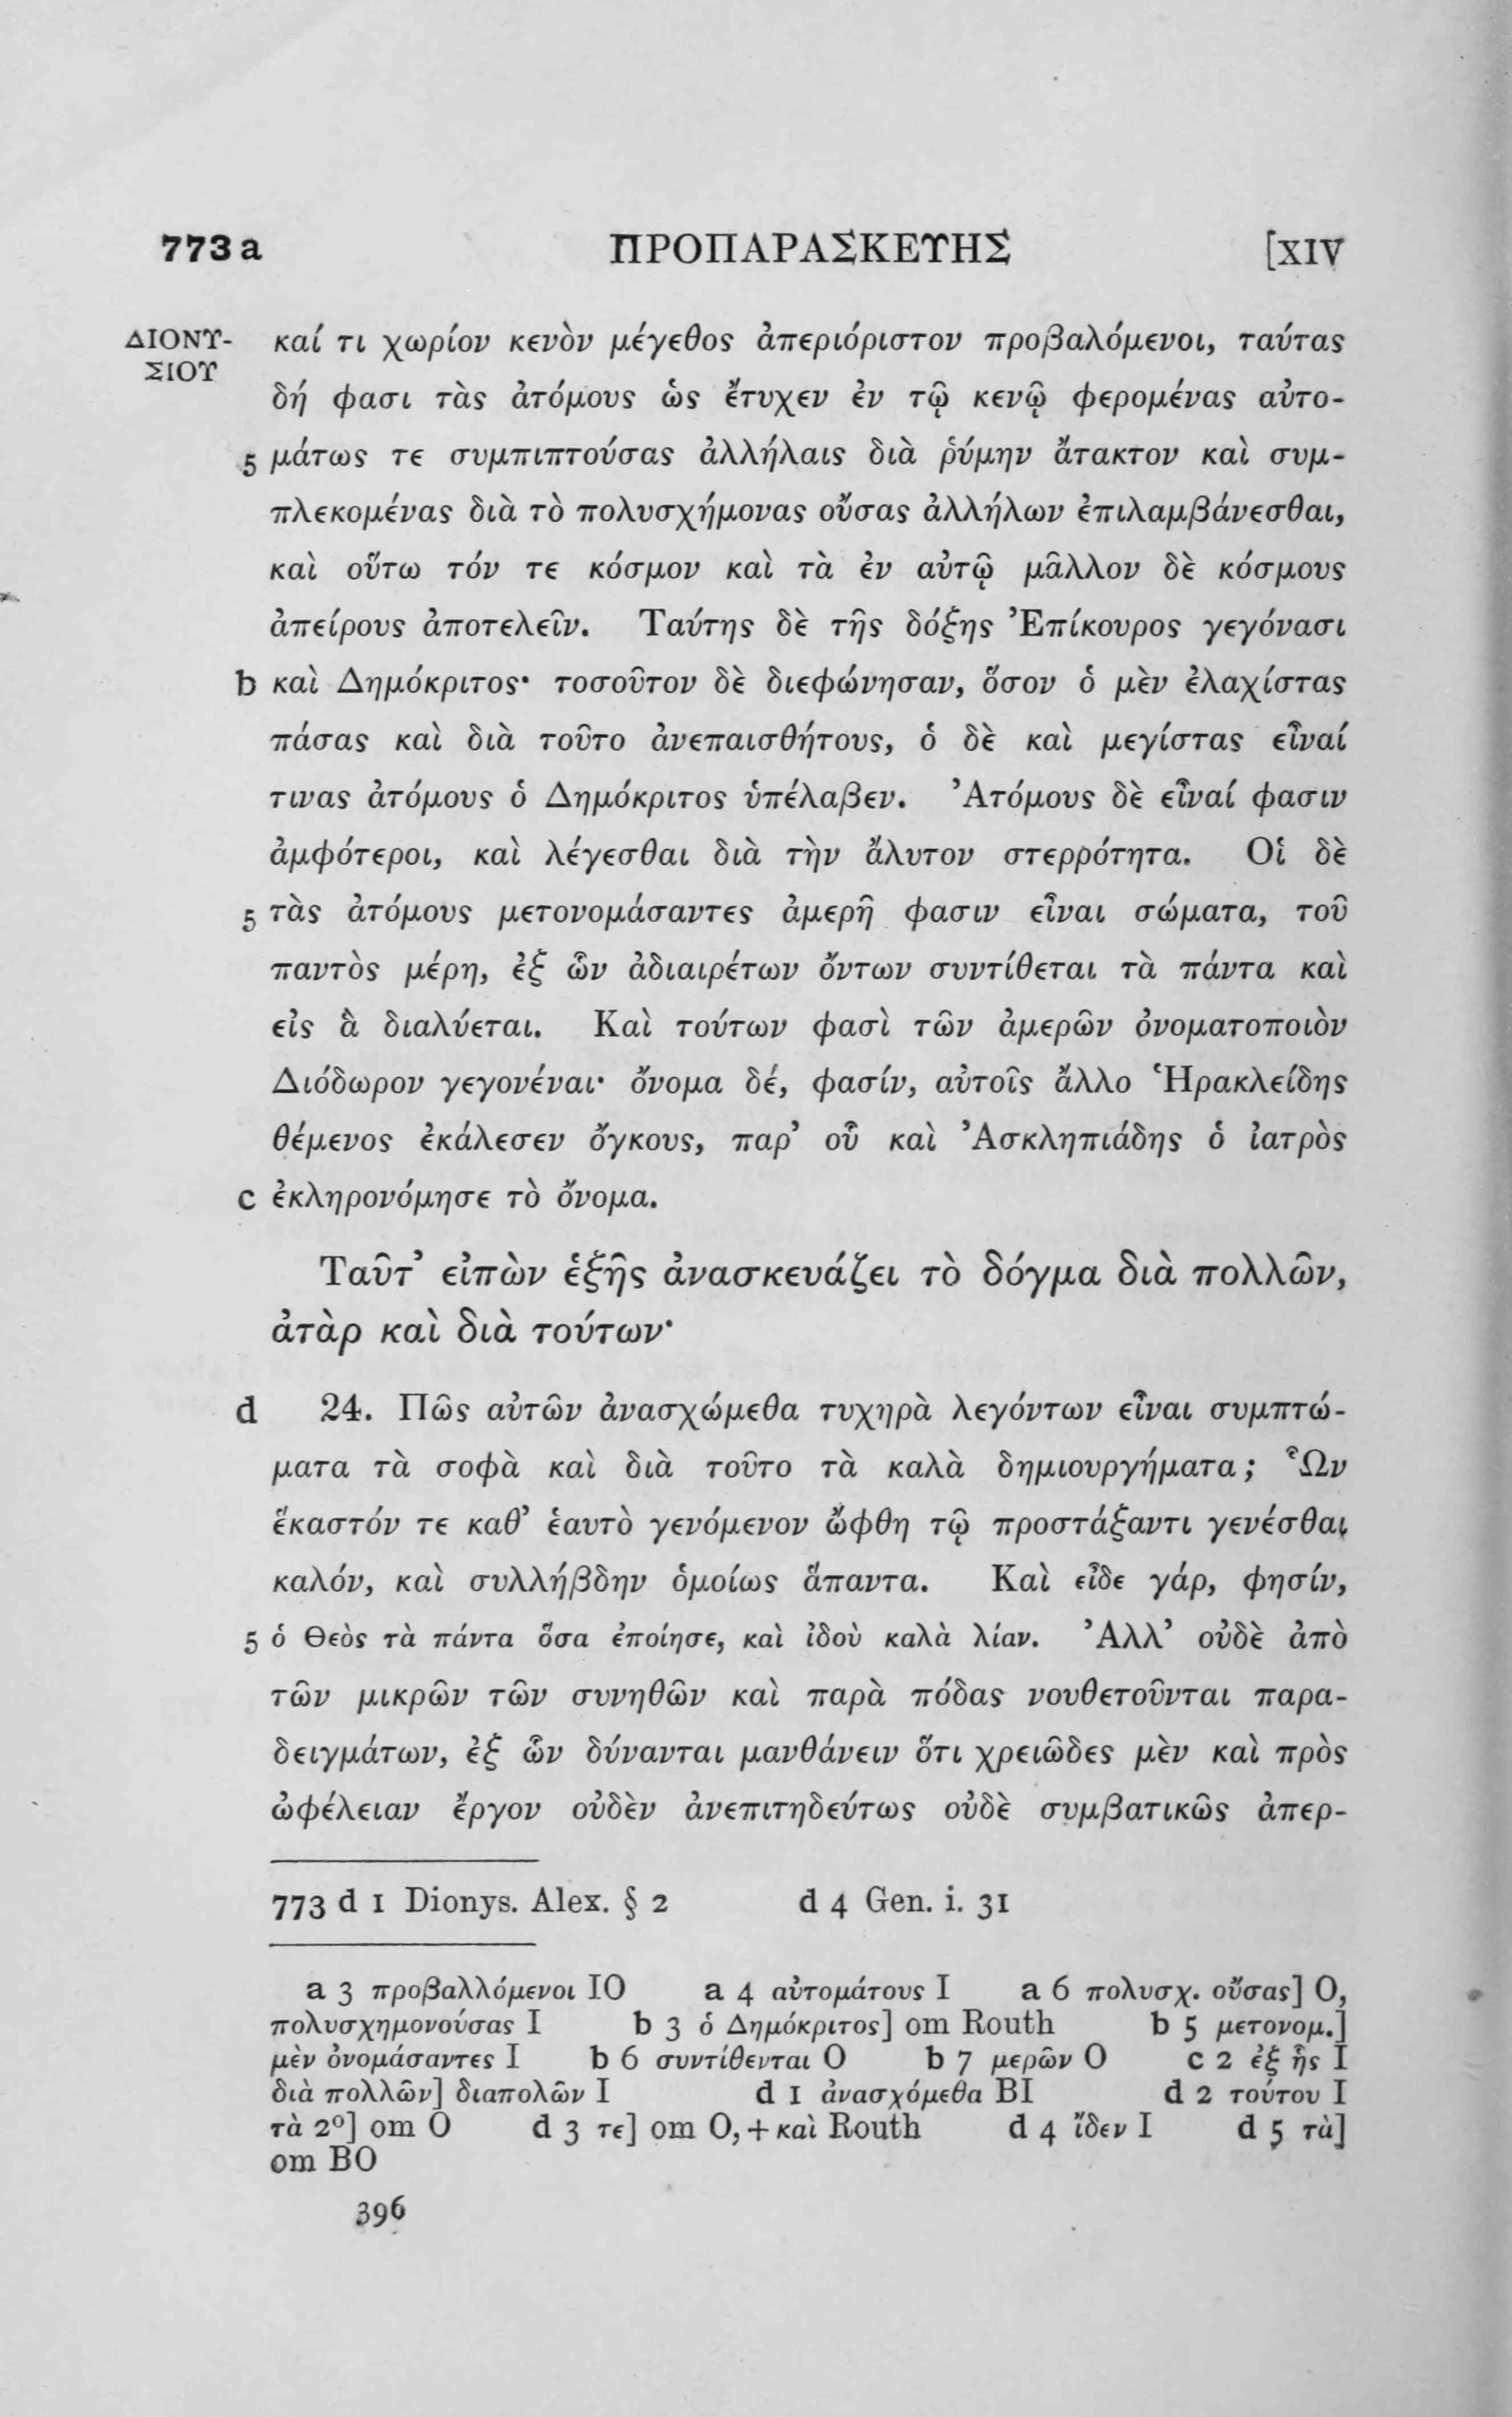 773 a ΠΡΟΠΑΡΑΣΚΕΥΗΣ [XIV
ΔΙΟΝΥ- καί τι χωρίον κενὸν μέγεθος ἀπεριόριστον προβαλόμενοι, ταύτας
ΣΙΟΥ
δή φασι τὰς ἀτόμους ὡς ἔτυχεν ἐν τῷ κενῷ φερομένας αὐτο-
5 μάτως τε συμπιπτούσας ἀλλήλαις διὰ ῥύμην ἄτακτον καὶ συμ-
πλεκομένας διὰ τὸ πολυσχήμονας οὔσας ἀλλήλων ἐπιλαμβάνεσθαι,
καὶ οὕτω τόν τε κόσμον καὶ τὰ ἐν αὐτῷ μᾶλλον δὲ κόσμους
ἀπείρους ἀποτελεῖν. Ταύτης δὲ τῆς δόξης Ἐπίκουρος γεγόνασι
b καὶ Δημόκριτος· τοσοῦτον δὲ διεφώνησαν, ὅσον ὁ μὲν ἐλαχίστας
πάσας καὶ διὰ τοῦτο ἀνεπαισθήτους, ὁ δὲ καὶ μεγίστας εἶναί
τινας ἀτόμους ὁ Δημόκριτος ὑπέλαβεν. Ἀτόμους δὲ εἶναί φασιν
ἀμφότεροι, καὶ λέγεσθαι διὰ τὴν ἄλυτον στερρότητα. Οἱ δὲ
5 τὰς ἀτόμους μετονομάσαντες ἀμερῆ φασιν εἶναι σώματα, τοῦ
παντὸς μέρη, ἐξ ὧν ἀδιαιρέτων ὄντων συντίθεται τὰ πάντα καὶ
εἰς ἃ διαλύεται. Καὶ τούτων φασὶ τῶν ἀμερῶν ὀνοματοποιὸν
Διόδωρον γεγονέναι· ὄνομα δέ, φασίν, αὐτοῖς ἄλλο Ἡρακλείδης
θέμενος ἐκάλεσεν ὄγκους, παρ’ οὗ καὶ Ἀσκληπιάδης ὁ ἰατρὸς
c ἐκληρονόμησε τὸ ὄνομα.
Ταῦτ’ εἰπὼν ἑξῆς ἀνασκευάζει τὸ δόγμα διὰ πολλῶν,
ἀτὰρ καὶ διὰ τούτων·
d 24. Πῶς αὐτῶν ἀνασχώμεθα τυχηρὰ λεγόντων εἶναι συμπτώ-
ματα τὰ σοφὰ καὶ διὰ τοῦτο τὰ καλὰ δημιουργήματα; Ὧν
ἕκαστόν τε καθ’ ἑαυτὸ γενόμενον ὤφθη τῷ προστάξαντι γενέσθαι
καλόν, καὶ συλλήβδην ὁμοίως ἅπαντα. Καὶ εἶδε γάρ, φησίν,
5 ὁ Θεὸς τὰ πάντα ὅσα ἐποίησε, καὶ ἰδοὺ καλὰ λίαν. Ἀλλ’ οὐδὲ ἀπὸ
τῶν μικρῶν τῶν συνηθῶν καὶ παρὰ πόδας νουθετοῦνται παρα-
δειγμάτων, ἐξ ὧν δύνανται μανθάνειν ὅτι χρειῶδες μὲν καὶ πρὸς
ὠφέλειαν ἔργον οὐδὲν ἀνεπιτηδεύτως οὐδὲ συμβατικῶς ἀπερ-
773 d 1 Dionys. Alex. § 2 d 4 Gen. i. 31
a 3 προβαλλόμενοι IO a 4 αὐτομάτους I a 6 πολυσχ. οὔσας] O,
πολυσχημονούσας I b 3 ὁ Δημόκριτος] om Routh b 5 μετονομ.]
μὲν ὀνομάσαντες I b 6 συντίθενται O b 7 μερῶν O c 2 ἐξ ἧς I
διὰ πολλῶν] διαπολῶν I d 1 ἀνασχόμεθα BI d 2 τούτου I
τὰ 2º] om O d 3 τε] om O, + καὶ Routh d 4 ἴδεν I d 5 τὰ]
om BO
396